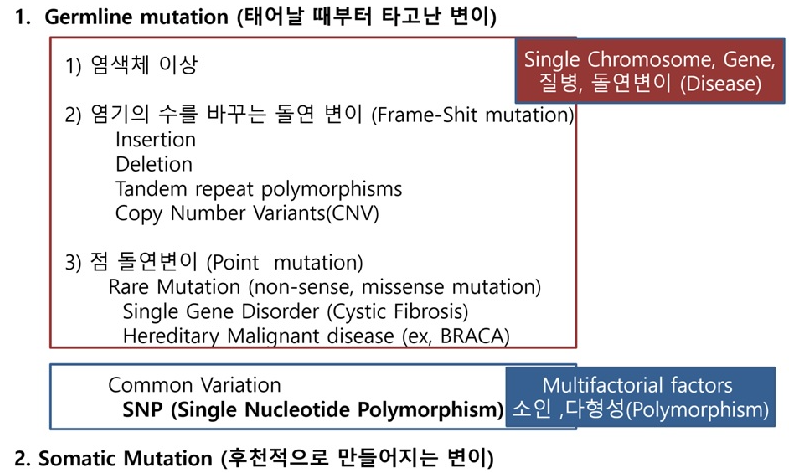 1. Germline mutation (태어날 때부터 타고난 변이)
1) 염색체 이상
Single Chromosome, Gene,
질병, 돌연변이 (Disease)
2) 염기의 수를 바꾸는 돌연 변이 (Frame-Shit mutation)
Insertion
Deletion
Tandem repeat polymorphisms
Copy Number Variants(CNV)
3) 점 돌연변이 (Point mutation)
Rare Mutation (non-sense, missense mutation)
Single Gene Disorder (Cystic Fibrosis)
Hereditary Malignant disease (ex, BRACA)
Common Variation
SNP (Single Nucleotide Polymorphism)
Multifactorial factors
소인 ,다형성(Polymorphism)
2. Somatic Mutation (후천적으로 만들어지는 변이)